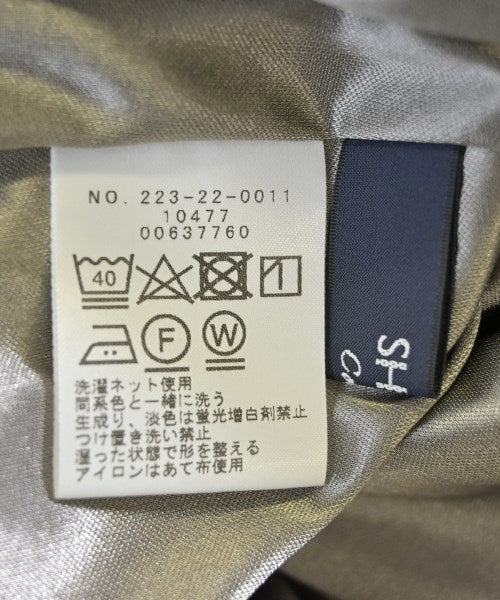 NO. 223-22-0011
10477
00637760
40
F W
洗濯ネット使用
同系色と一緒に洗う
生成り、淡色は蛍光増白剤禁止
つけ置き洗い禁止
湿った状態で形を整える
アイロンはあて布使用
SH